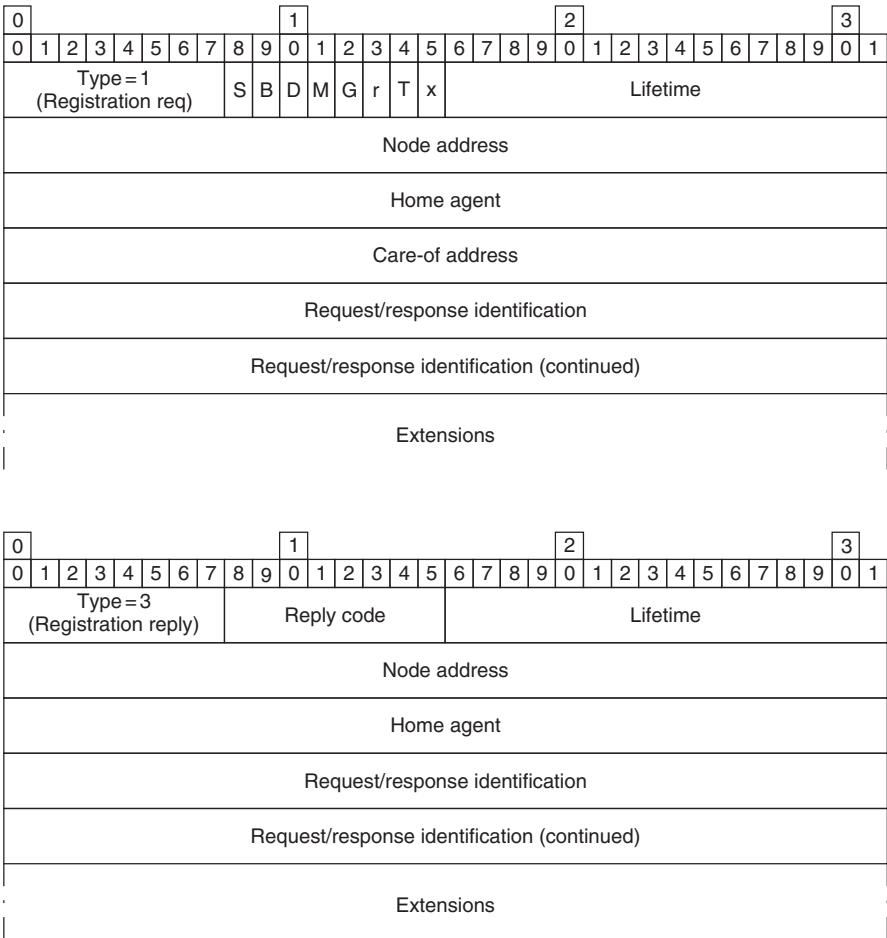 0 1 2 3
0 1 2 3 4 5 6 7 8 9 0 1 2 3 4 5 6 7 8 9 0 1 2 3 4 5 6 7 8 9 0 1
Type=1
(Registration req)
S B D M G r T x
Lifetime
Node address
Home agent
Care-of address
Request/response identification
Request/response identification (continued)
Extensions
0 1 2 3
0 1 2 3 4 5 6 7 8 9 0 1 2 3 4 5 6 7 8 9 0 1 2 3 4 5 6 7 8 9 0 1
Type=3
(Registration reply)
Reply code
Lifetime
Node address
Home agent
Request/response identification
Request/response identification (continued)
Extensions